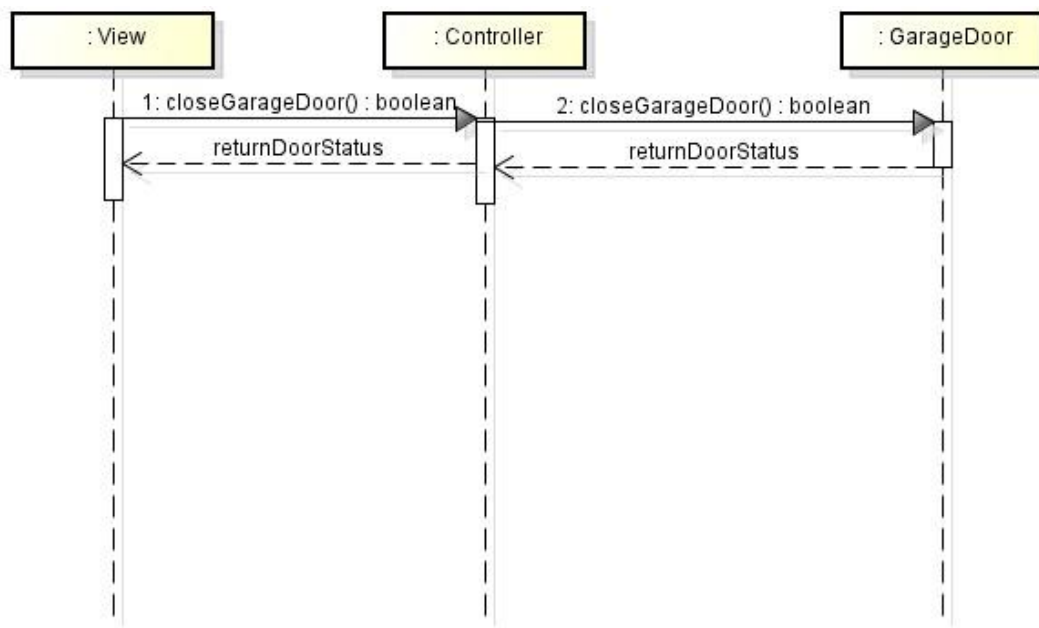 : View
: Controller
: GarageDoor
1: closeGarageDoor() : boolean
2: closeGarageDoor() : boolean
returnDoorStatus
returnDoorStatus